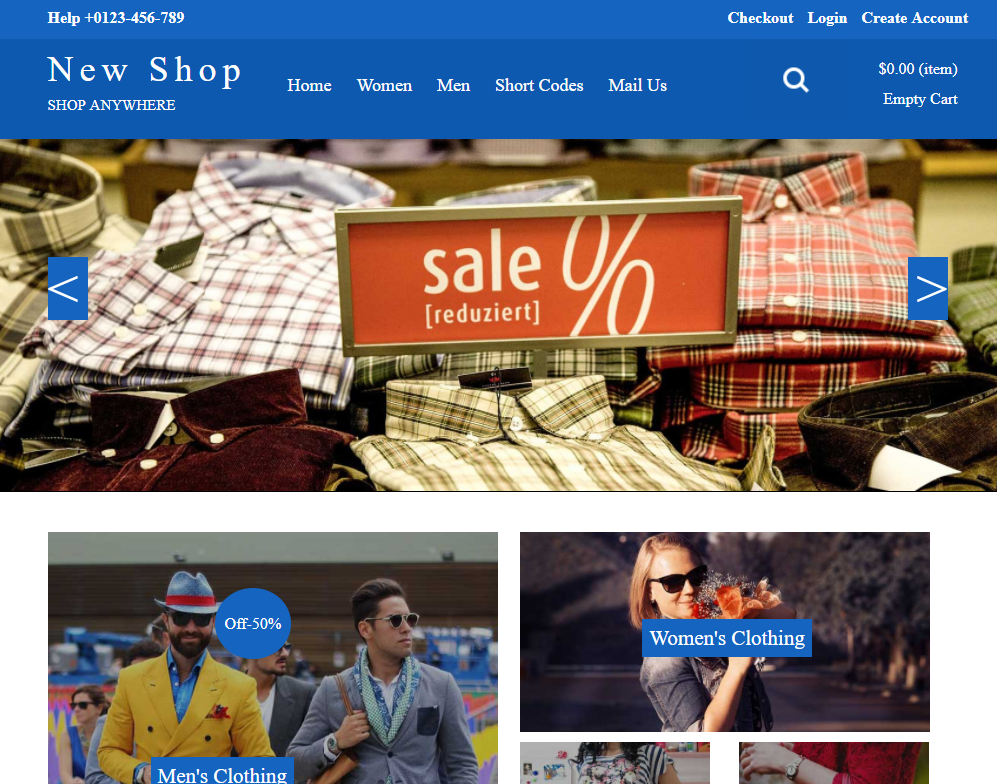 Help +0123-456-789
Checkout Login Create Account
New Shop
SHOP ANYWHERE
Home Women Men Short Codes Mail Us
$0.00 (item)
Empty Cart
sale %
[reduziert]
<
>
Off-50%
Women's Clothing
Men's Clothing